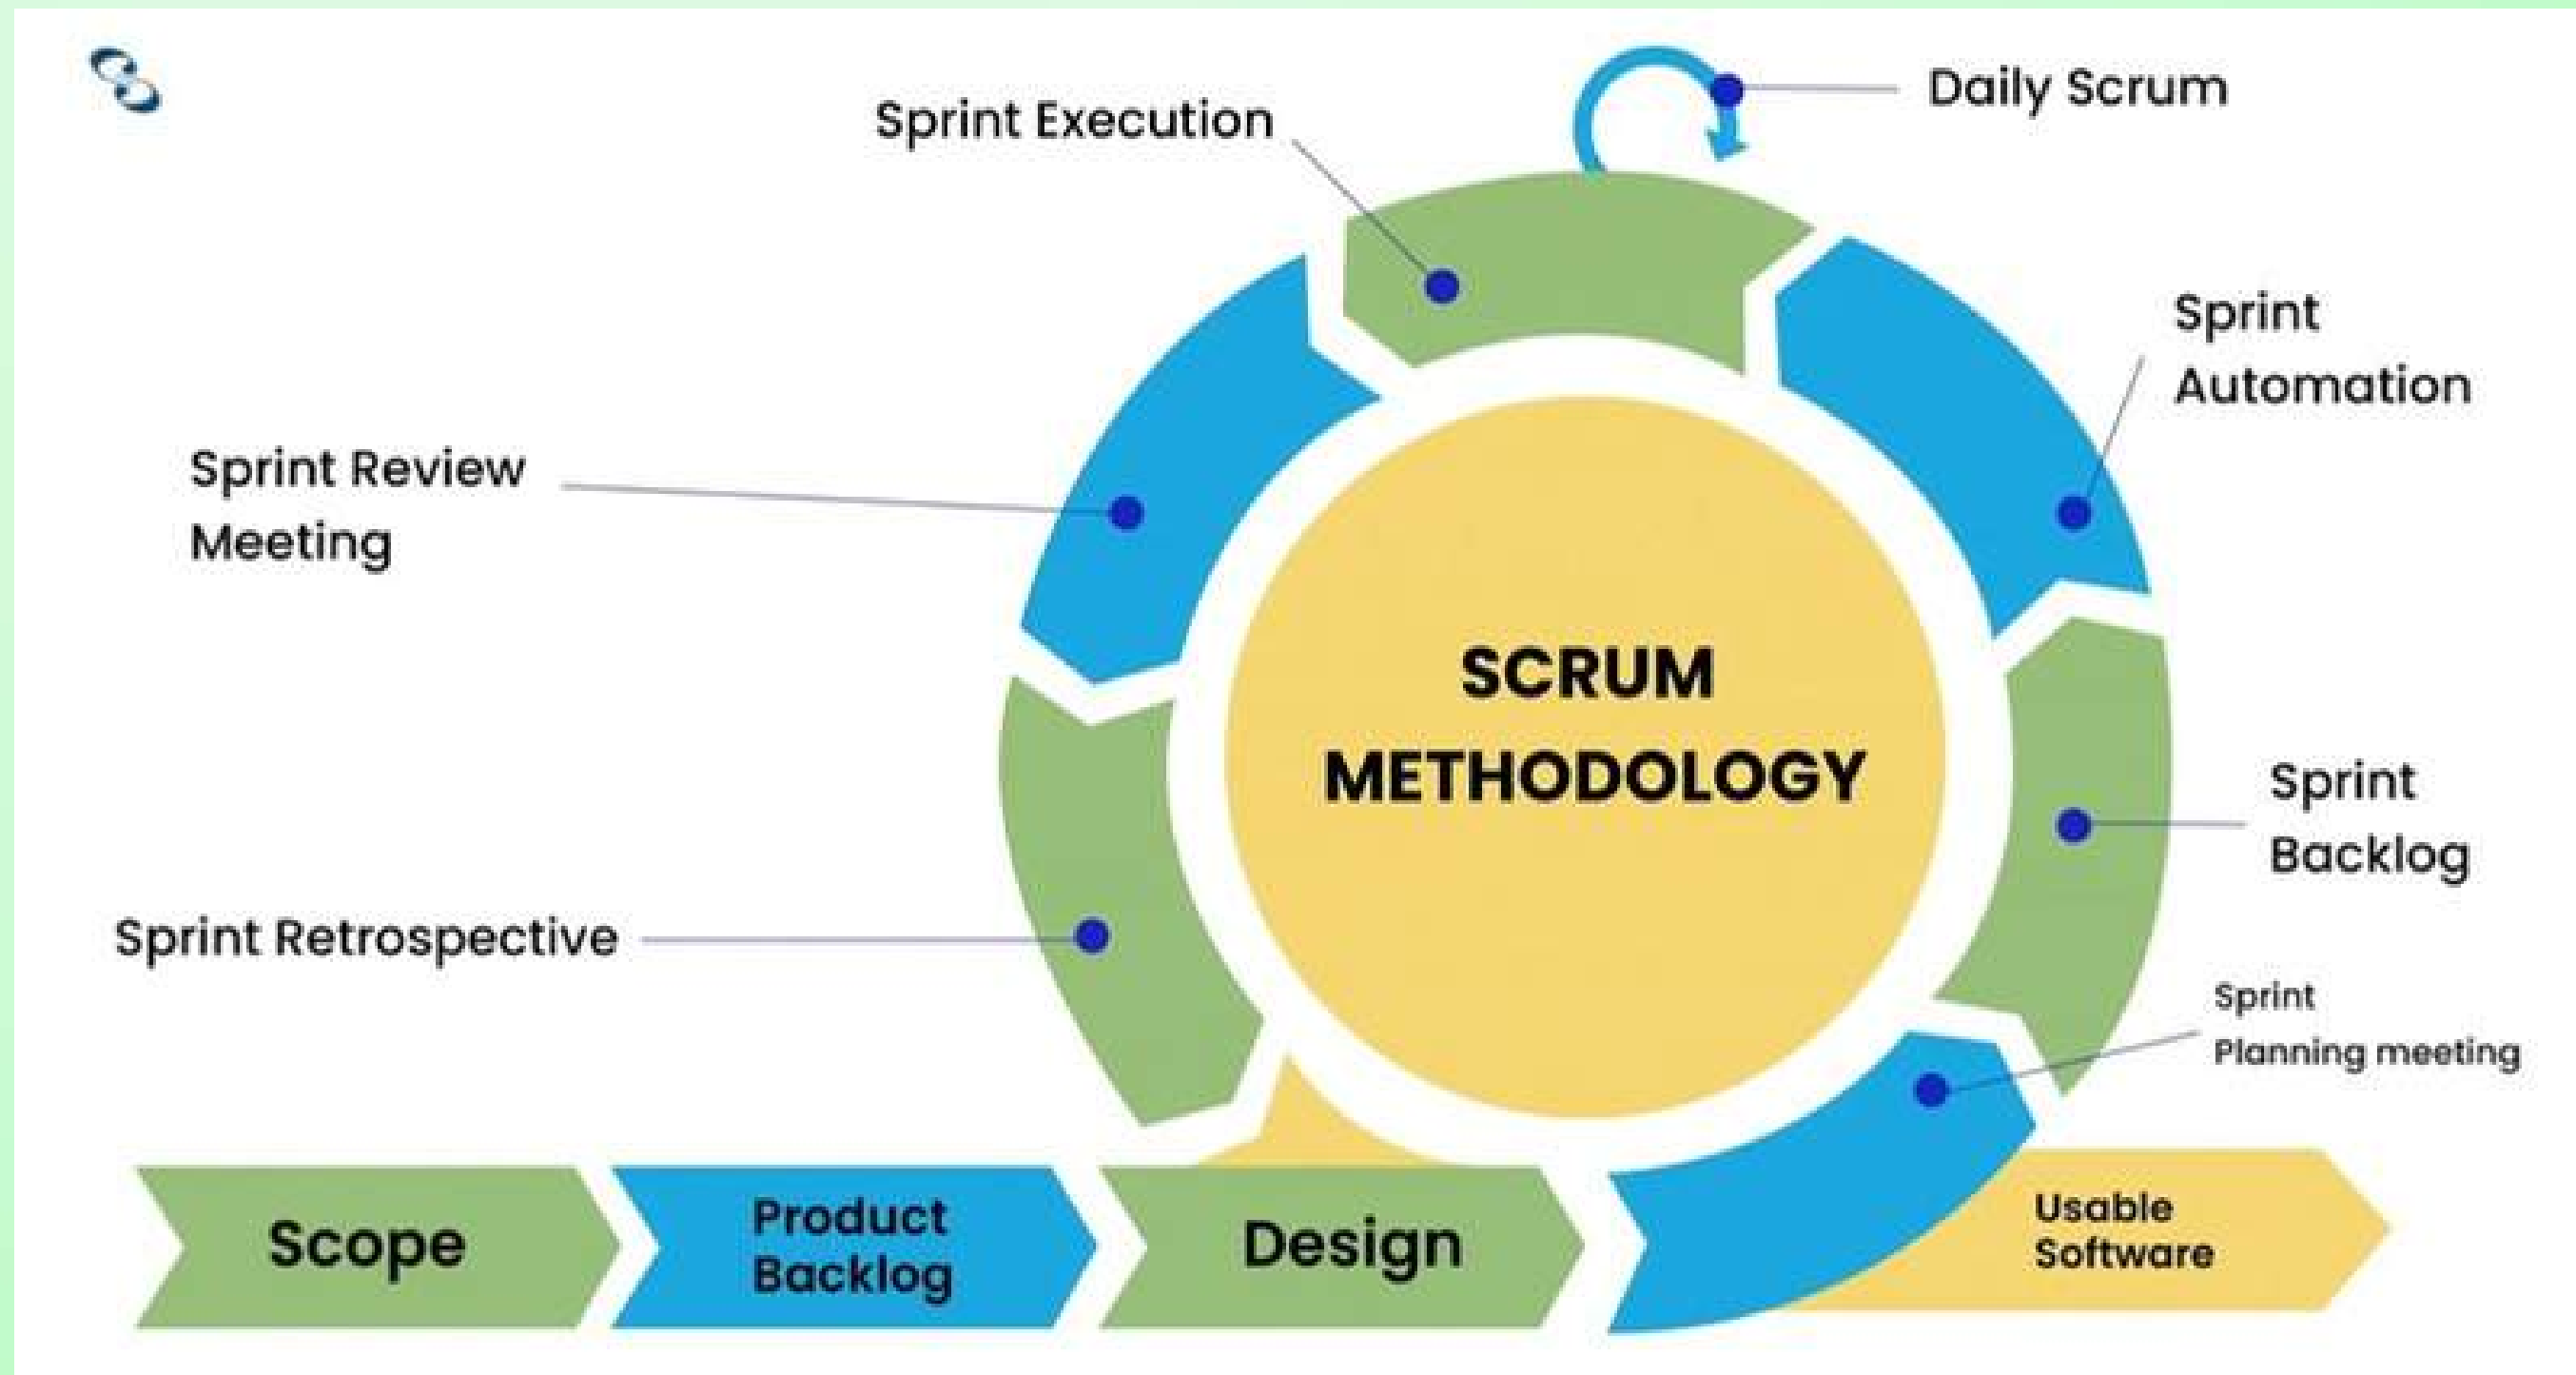 Daily Scrum
Sprint Execution
Sprint
Automation
Sprint Review
Meeting
SCRUM
METHODOLOGY
Sprint
Backlog
Sprint Retrospective
Sprint
Planning meeting
Scope
Product
Backlog
Design
Usable
Software